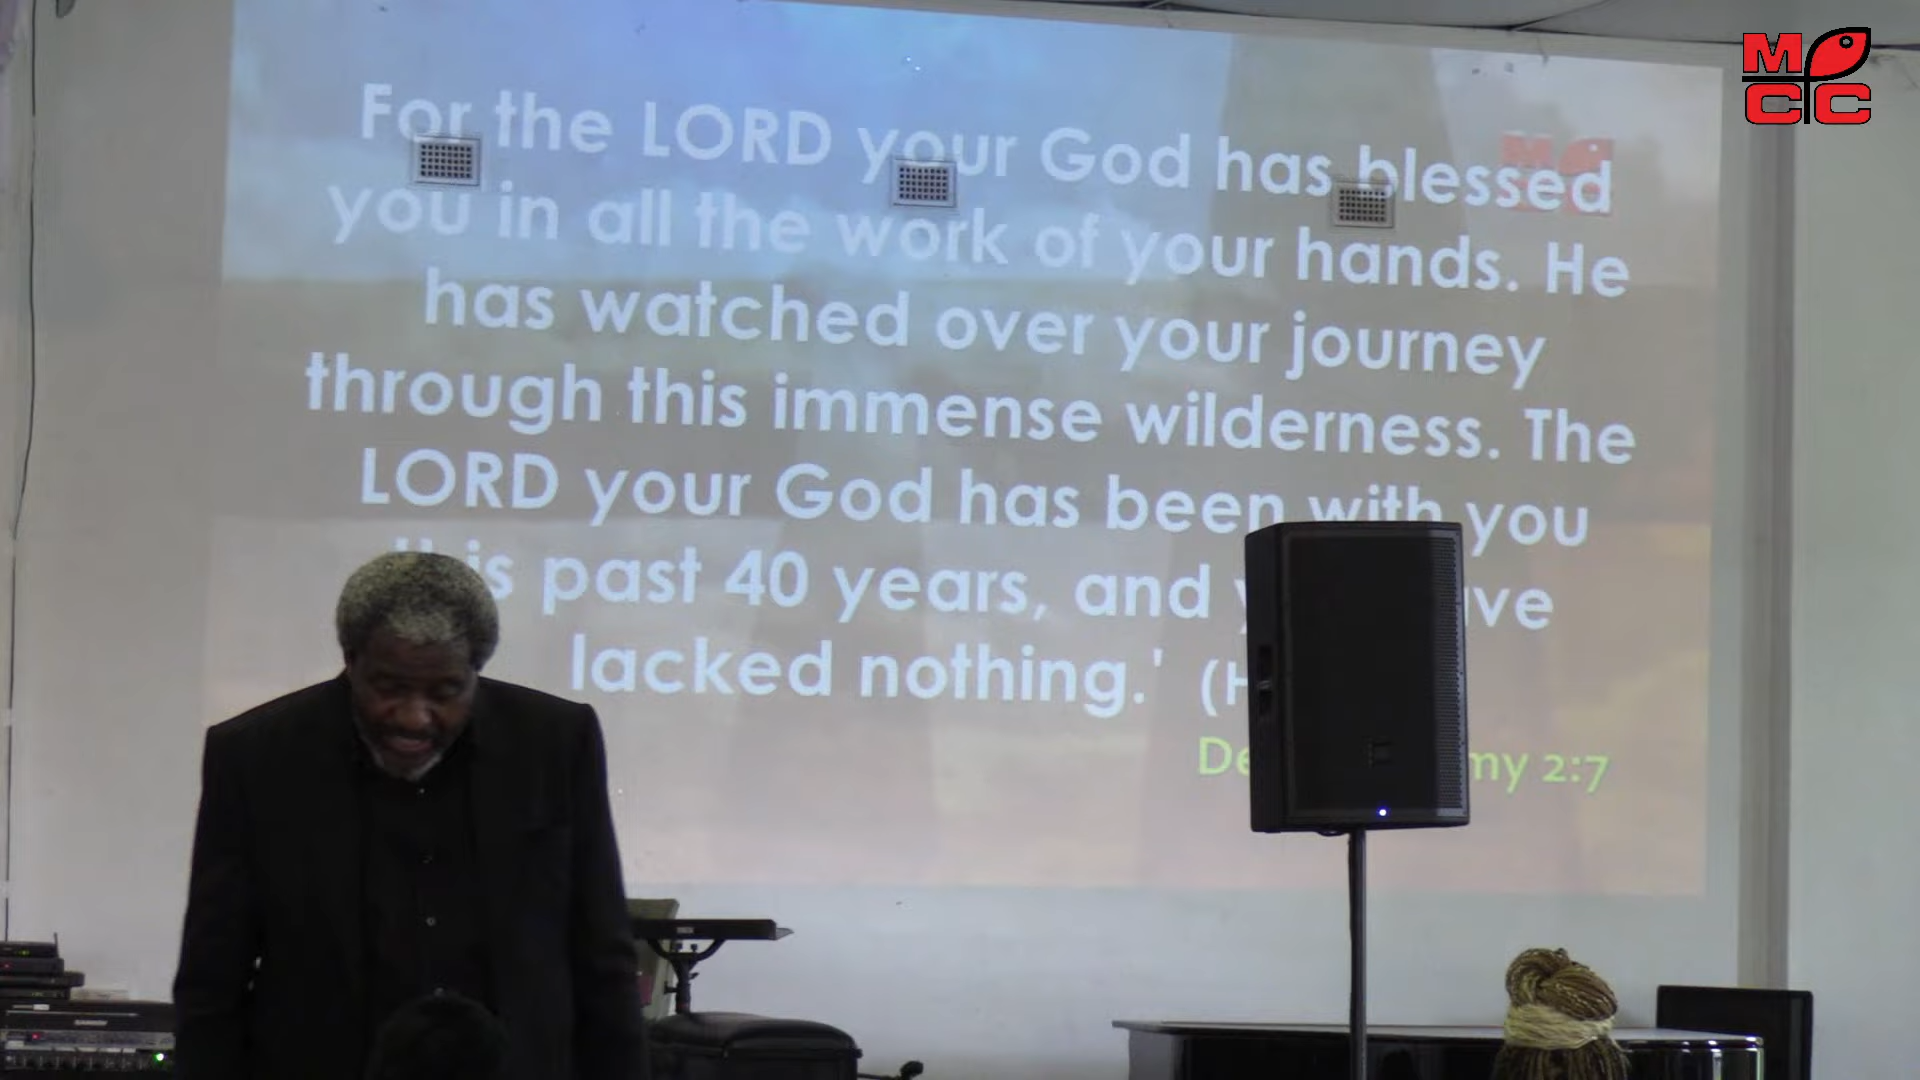 M
CC
For the LORD your God has blessed
you in all the work of your hands. He
has watched over your journey
through this immense wilderness. The
LORD your God has been with you
past 40 years, and
lacked nothing.'
2:7